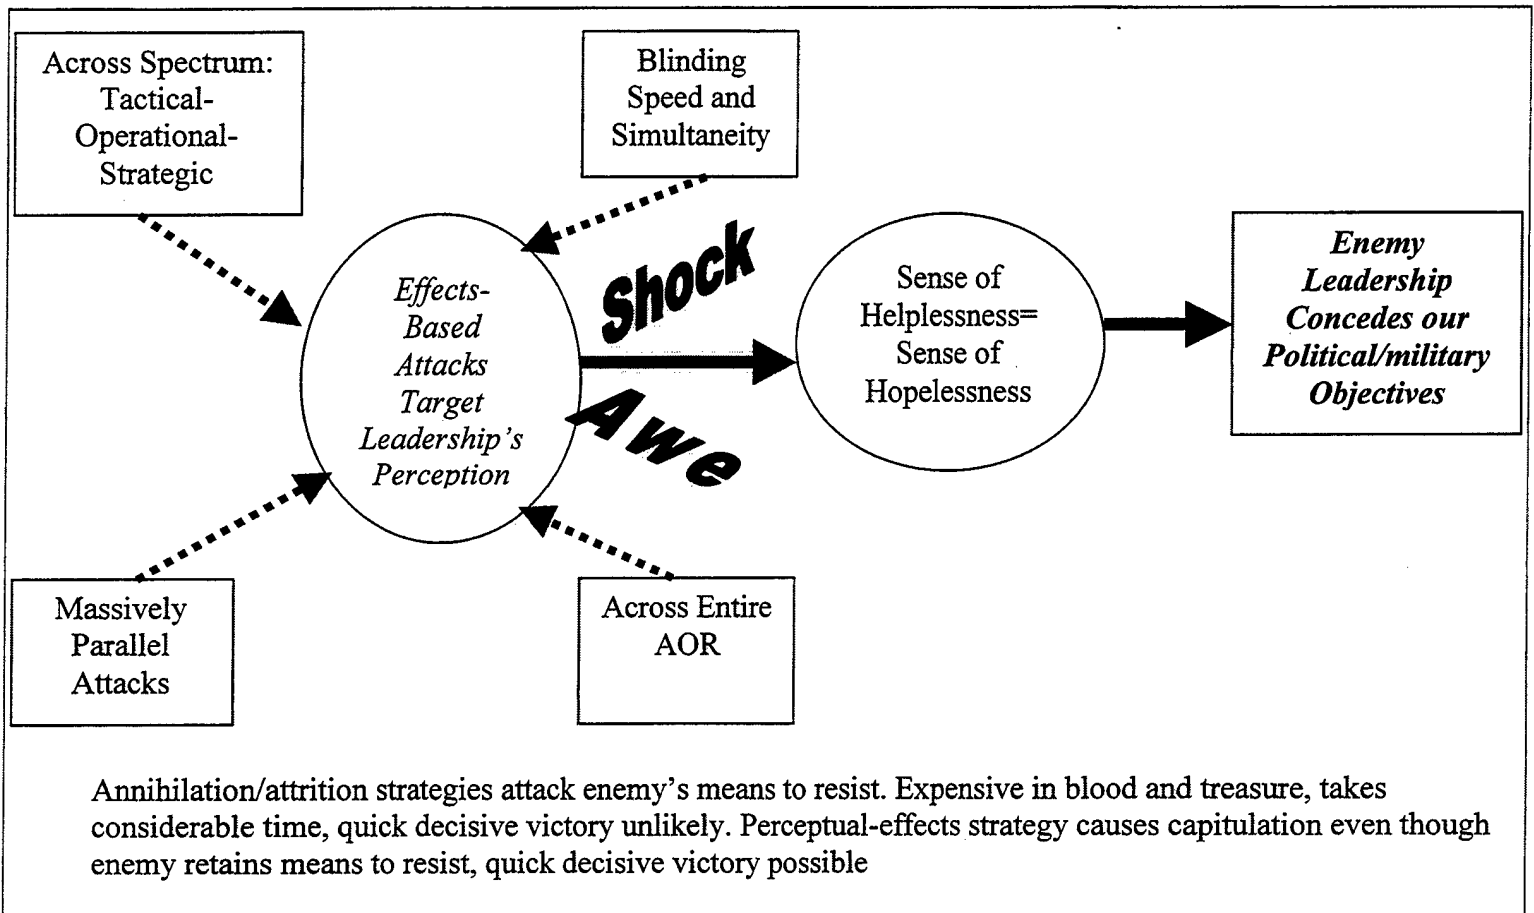 Across Spectrum:
Tactical-
Operational-
Strategic
Blinding
Speed and
Simultaneity
Effects-
Based
Attacks
Target
Leadership's
Perception
Shock
Awe
Sense of
Helplessness=
Sense of
Hopelessness
Enemy
Leadership
Concedes our
Political/military
Objectives
Massively
Parallel
Attacks
Across Entire
AOR
Annihilation/attrition strategies attack enemy's means to resist. Expensive in blood and treasure, takes
considerable time, quick decisive victory unlikely. Perceptual-effects strategy causes capitulation even though
enemy retains means to resist, quick decisive victory possible